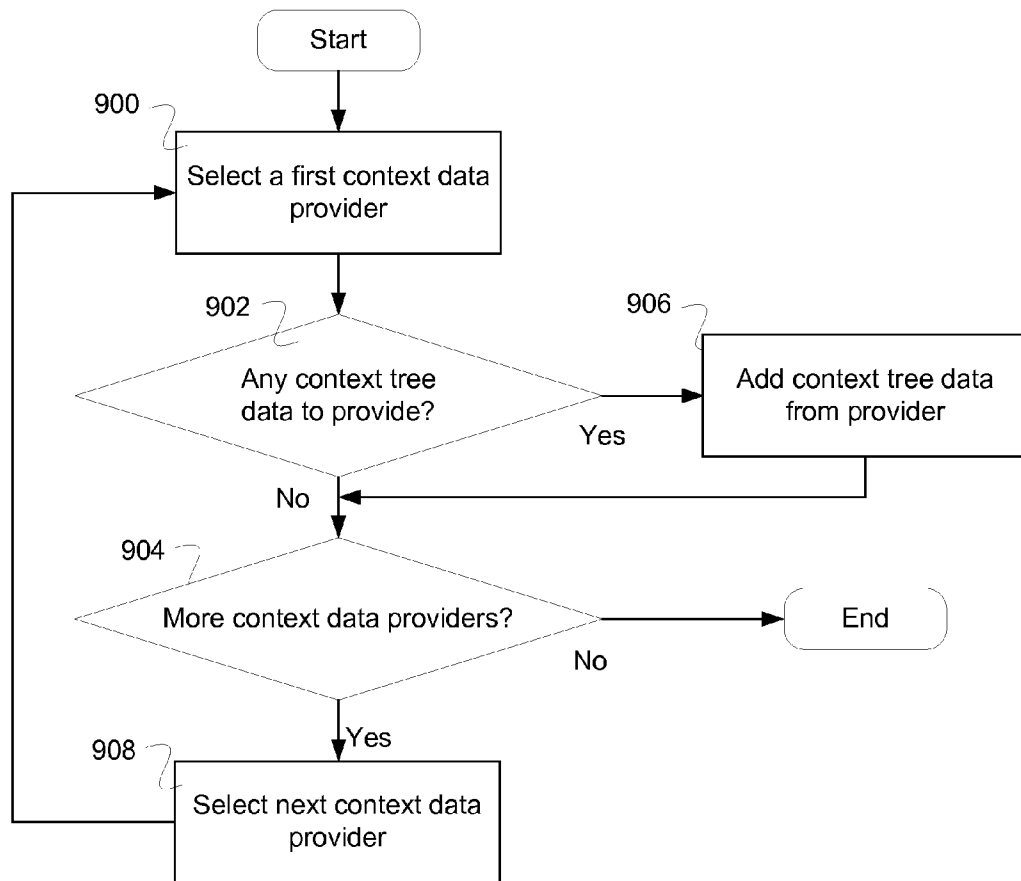 Start
900
Select a first context data
provider
902
906
Any context tree
data to provide?
Add context tree data
from provider
Yes
No
904
More context data providers?
End
No
Yes
908
Select next context data
provider